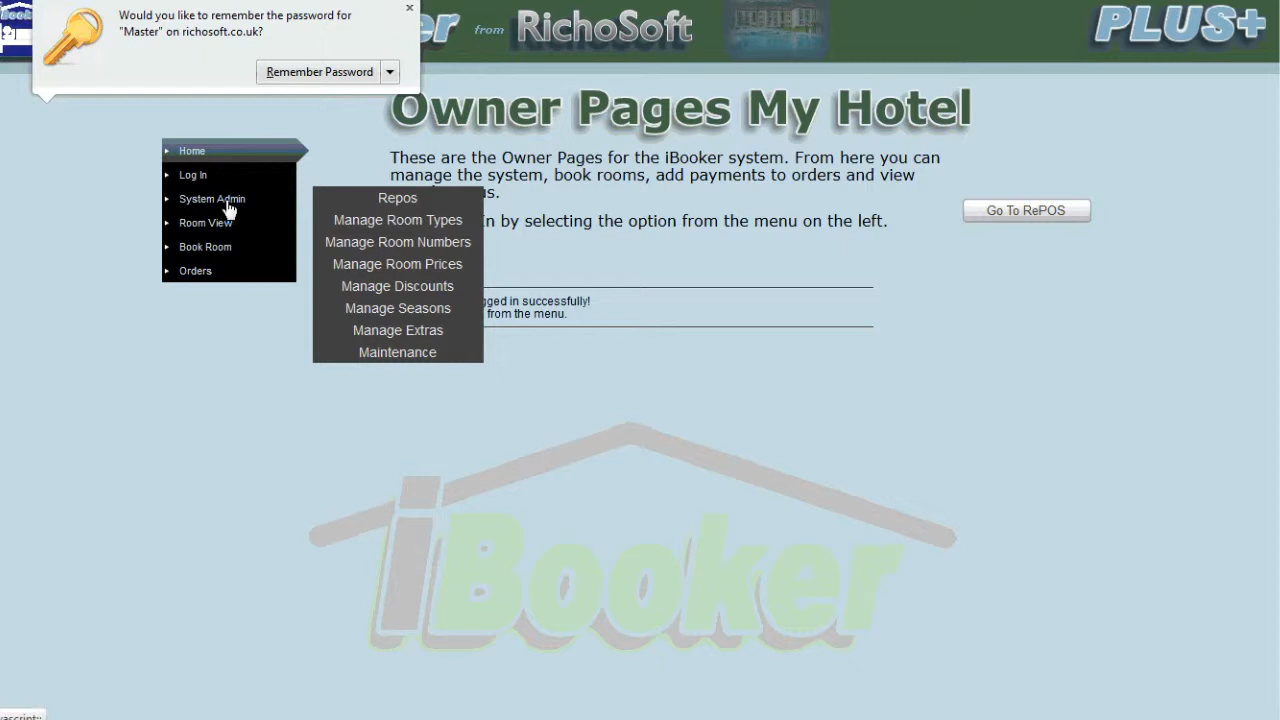 Booker
Would you like to remember the password for
"Master" on richosoft.co.uk?
Remember Password
er from RichoSoft
PLUS+
Owner Pages My Hotel
These are the Owner Pages for the iBooker system. From here you can
manage the system, book rooms, add payments to orders and view
us.
n by selecting the option from the menu on the left.
Go To RePOS
Home
Log In
System Admin
Room View
Book Room
Orders
Repos
Manage Room Types
Manage Room Numbers
Manage Room Prices
Manage Discounts
Manage Seasons
Manage Extras
Maintenance
gged in successfully!
from the menu.
iBooker
vascript: